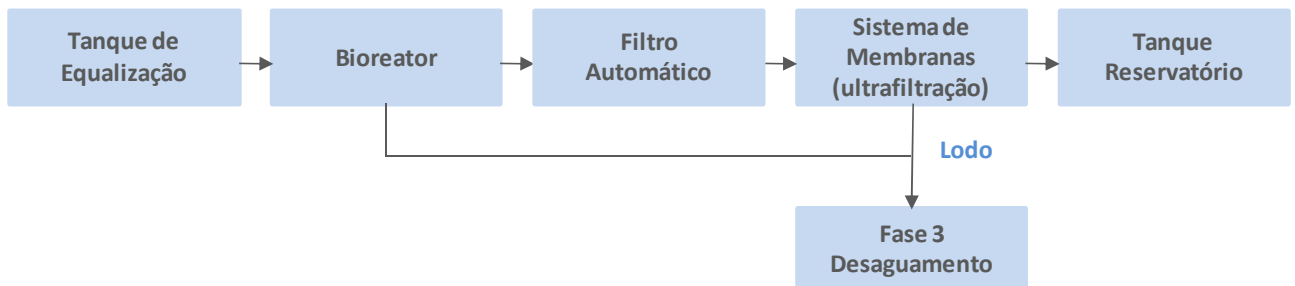 Tanque de
Equalização
Bioreator
Filtro
Automático
Sistema de
Membranas
(ultrafiltração)
Tanque
Reservatório
Lodo
Fase 3
Desaguamento